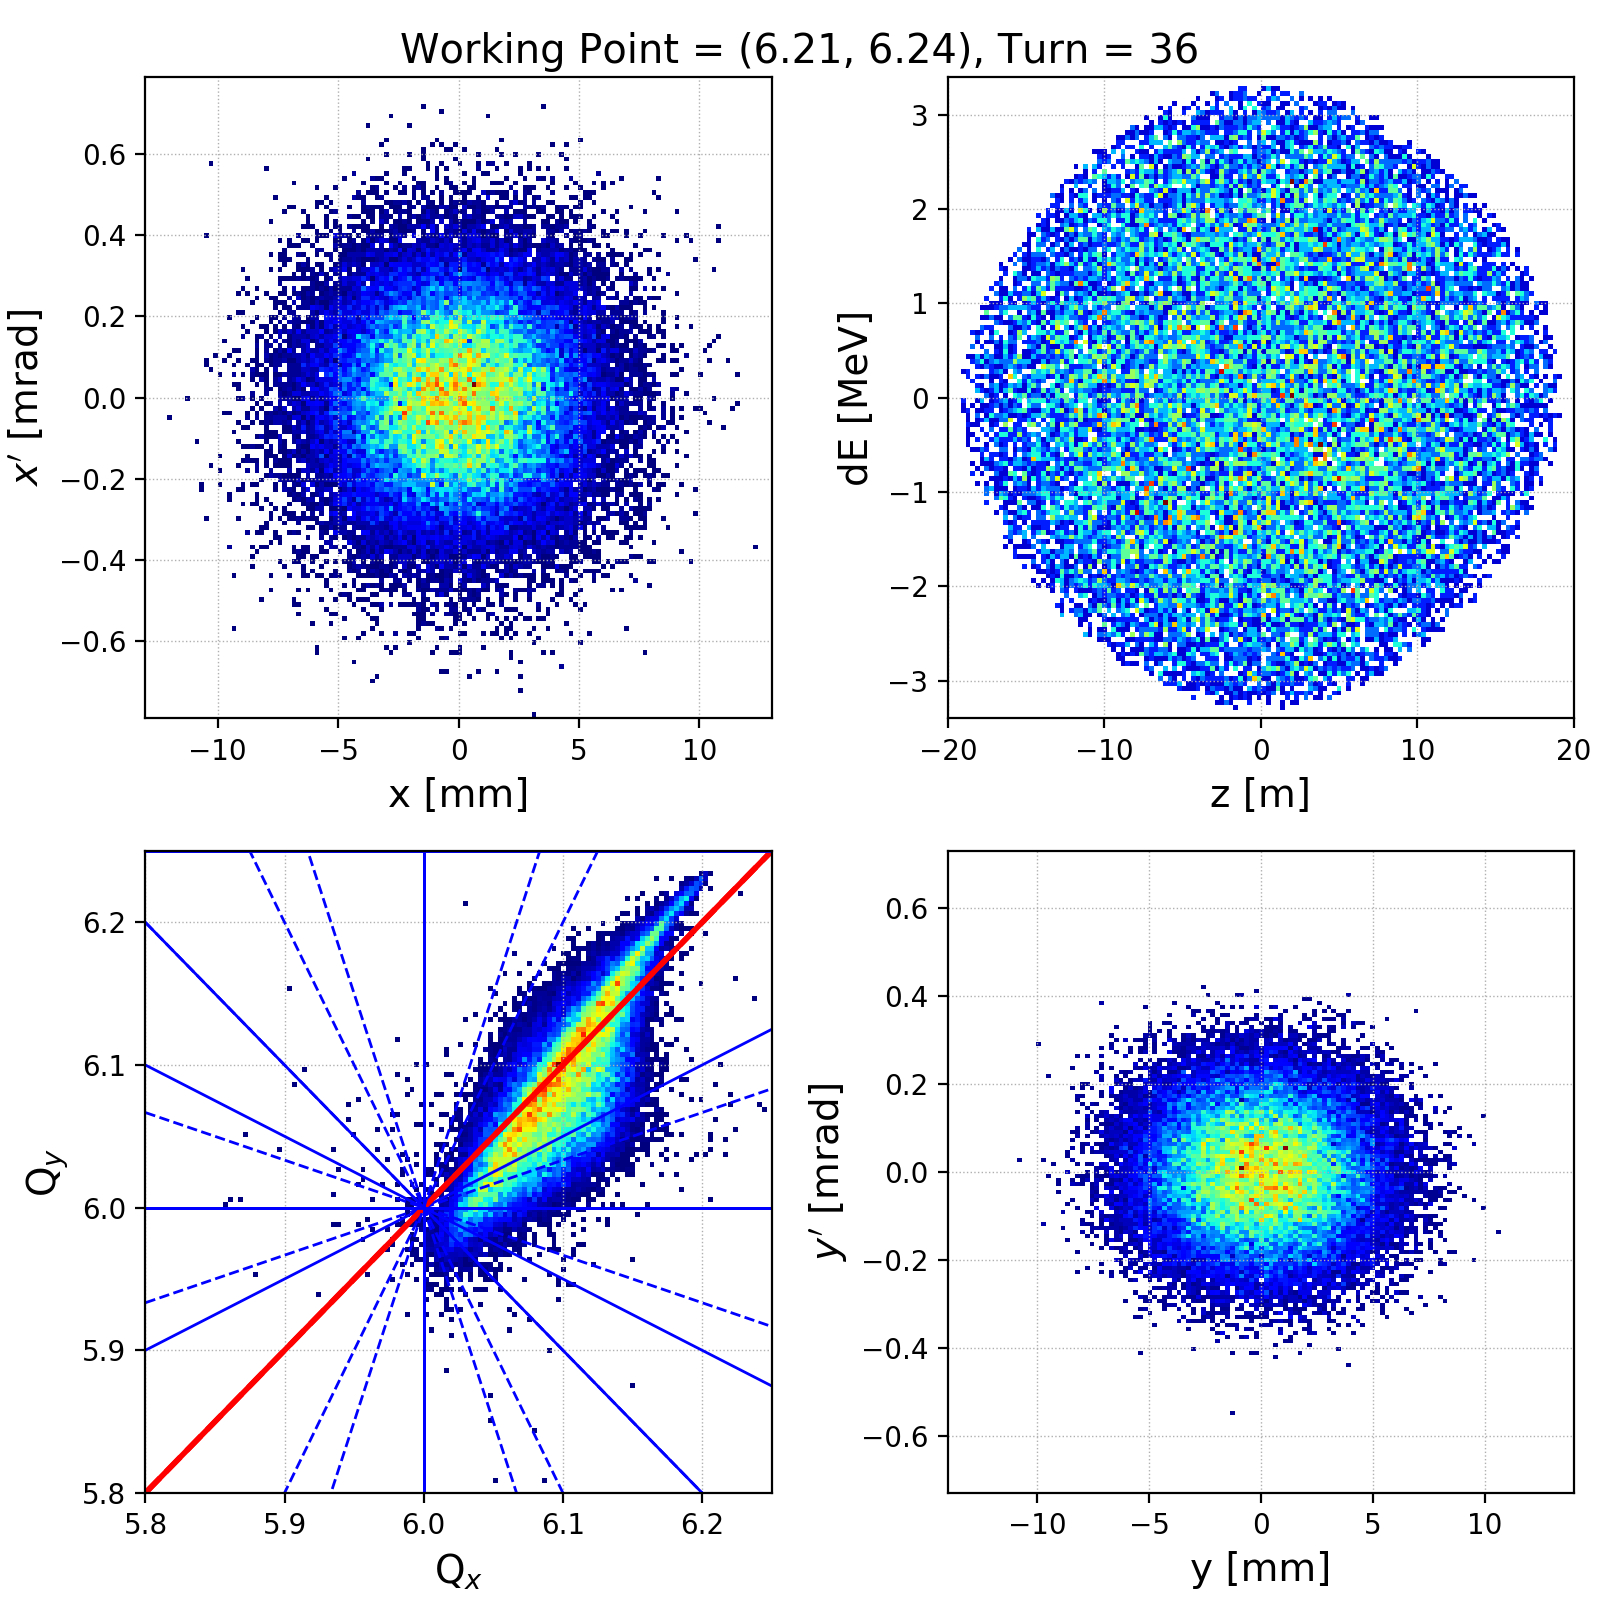 Working Point = (6.21, 6.24), Turn = 36
0.6
0.4
0.2
0.0
−0.2
−0.4
−0.6
x′ [mrad]
−10 −5 0 5 10
x [mm]
3
2
1
0
−1
−2
−3
dE [MeV]
−20 −10 0 10 20
z [m]
6.2
6.1
6.0
5.9
5.8
Qy
5.8 5.9 6.0 6.1 6.2
Qx
0.6
0.4
0.2
0.0
−0.2
−0.4
−0.6
y′ [mrad]
−10 −5 0 5 10
y [mm]